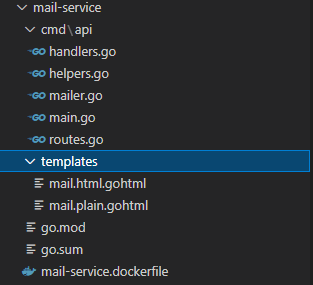 mail-service
cmd\api
handlers.go
helpers.go
mailer.go
main.go
routes.go
templates
mail.html.gohtml
mail.plain.gohtml
go.mod
go.sum
mail-service.dockerfile